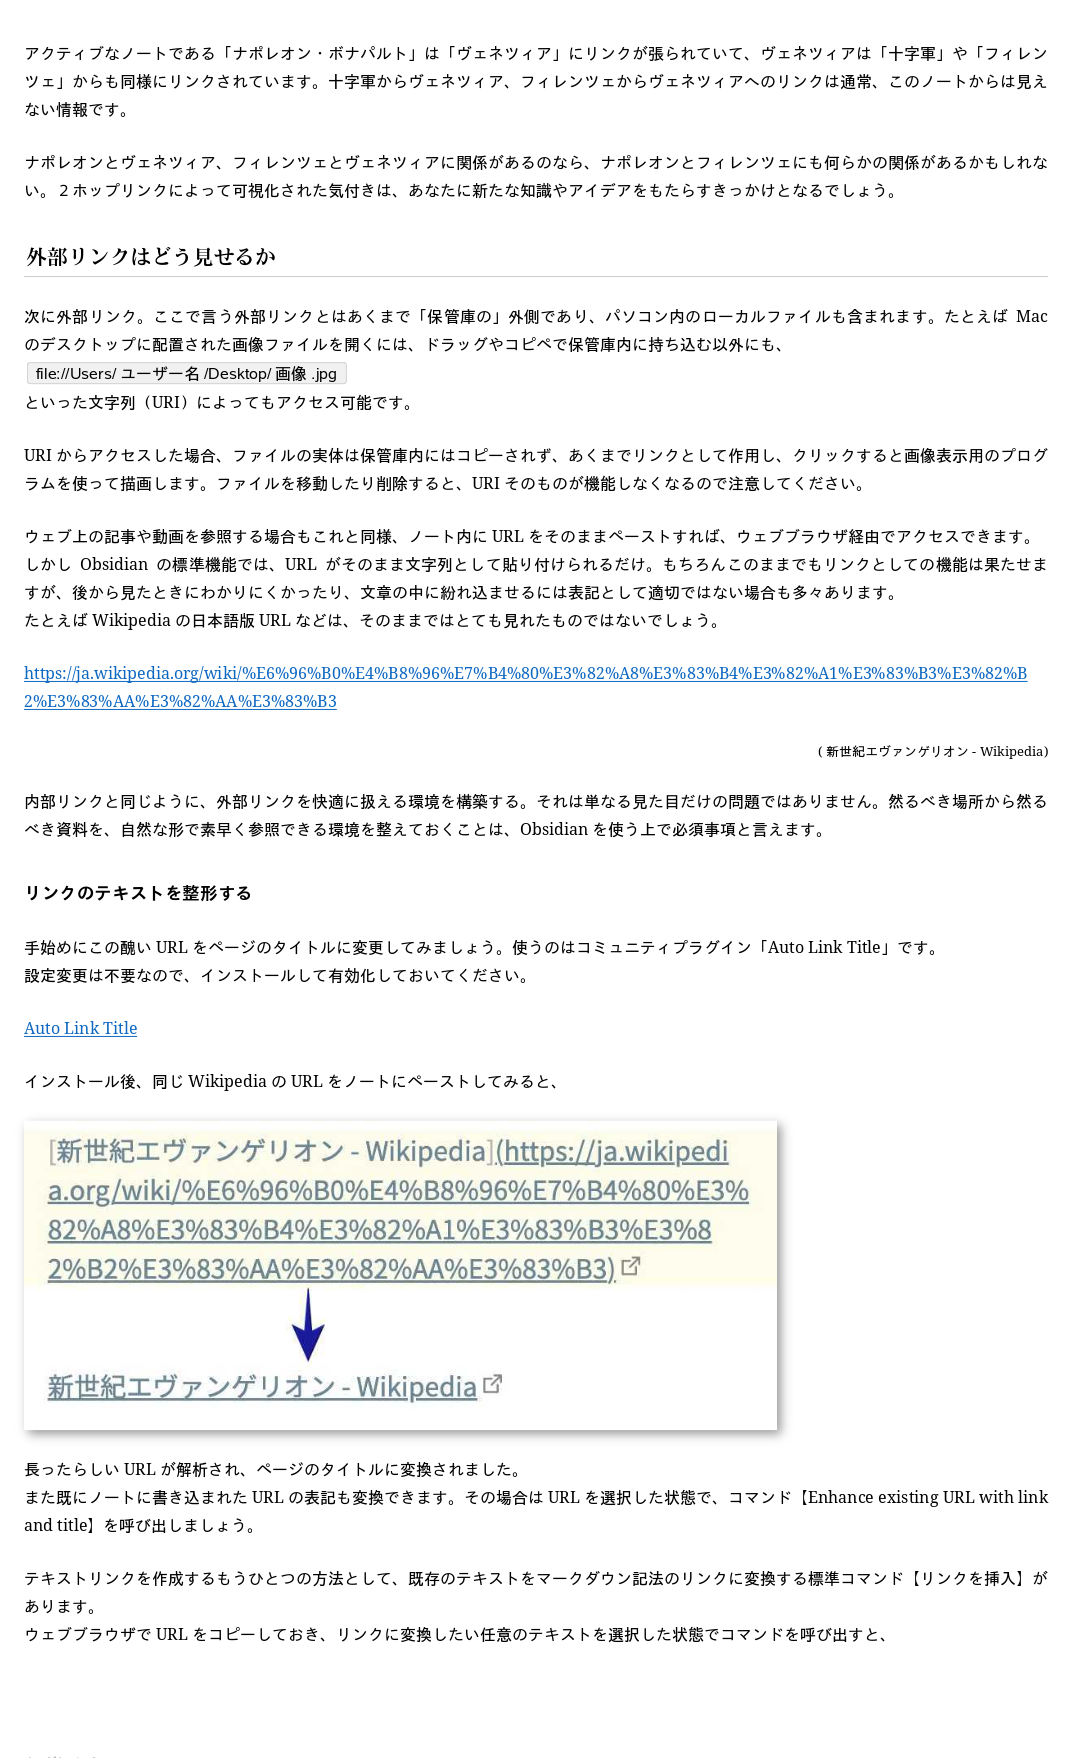 アクティブなノートである「ナポレオン・ボナパルト」は「ヴェネツィア」にリンクが張られていて、ヴェネツィアは「十字軍」や「フィレン
ツェ」からも同様にリンクされています。十字軍からヴェネツィア、フィレンツェからヴェネツィアへのリンクは通常、このノートからは見え
ない情報です。
ナポレオンとヴェネツィア、フィレンツェとヴェネツィアに関係があるのなら、ナポレオンとフィレンツェにも何らかの関係があるかもしれな
い。２ホップリンクによって可視化された気付きは、あなたに新たな知識やアイデアをもたらすきっかけとなるでしょう。
外部リンクはどう見せるか
次に外部リンク。ここで言う外部リンクとはあくまで「保管庫の」外側であり、パソコン内のローカルファイルも含まれます。たとえば Mac
のデスクトップに配置された画像ファイルを開くには、ドラッグやコピペで保管庫内に持ち込む以外にも、
file://Users/ ユーザー名 /Desktop/ 画像 .jpg
といった文字列（URI）によってもアクセス可能です。
URI からアクセスした場合、ファイルの実体は保管庫内にはコピーされず、あくまでリンクとして作用し、クリックすると画像表示用のプログ
ラムを使って描画します。ファイルを移動したり削除すると、URI そのものが機能しなくなるので注意してください。
ウェブ上の記事や動画を参照する場合もこれと同様、ノート内に URL をそのままペーストすれば、ウェブブラウザ経由でアクセスできます。
しかし Obsidian の標準機能では、URL がそのまま文字列として貼り付けられるだけ。もちろんこのままでもリンクとしての機能は果たせま
すが、後から見たときにわかりにくかったり、文章の中に紛れ込ませるには表記として適切ではない場合も多々あります。
たとえば Wikipedia の日本語版 URL などは、そのままではとても見れたものではないでしょう。
https://ja.wikipedia.org/wiki/%E6%96%B0%E4%B8%96%E7%B4%80%E3%82%A8%E3%83%B4%E3%82%A1%E3%83%B3%E3%82%B
2%E3%83%AA%E3%82%AA%E3%83%B3
( 新世紀エヴァンゲリオン - Wikipedia)
内部リンクと同じように、外部リンクを快適に扱える環境を構築する。それは単なる見た目だけの問題ではありません。然るべき場所から然る
べき資料を、自然な形で素早く参照できる環境を整えておくことは、Obsidian を使う上で必須事項と言えます。
リンクのテキストを整形する
手始めにこの醜い URL をページのタイトルに変更してみましょう。使うのはコミュニティプラグイン「Auto Link Title」です。
設定変更は不要なので、インストールして有効化しておいてください。
Auto Link Title
インストール後、同じ Wikipedia の URL をノートにペーストしてみると、
[新世紀エヴァンゲリオン - Wikipedia](https://ja.wikipedi
a.org/wiki/%E6%96%B0%E4%B8%96%E7%B4%80%E3%
82%A8%E3%83%B4%E3%82%A1%E3%83%B3%E3%8
2%B2%E3%83%AA%E3%82%AA%E3%83%B3)
新世紀エヴァンゲリオン - Wikipedia
長ったらしい URL が解析され、ページのタイトルに変換されました。
また既にノートに書き込まれた URL の表記も変換できます。その場合は URL を選択した状態で、コマンド【Enhance existing URL with link
and title】を呼び出しましょう。
テキストリンクを作成するもうひとつの方法として、既存のテキストをマークダウン記法のリンクに変換する標準コマンド【リンクを挿入】が
あります。
ウェブブラウザで URL をコピーしておき、リンクに変換したい任意のテキストを選択した状態でコマンドを呼び出すと、